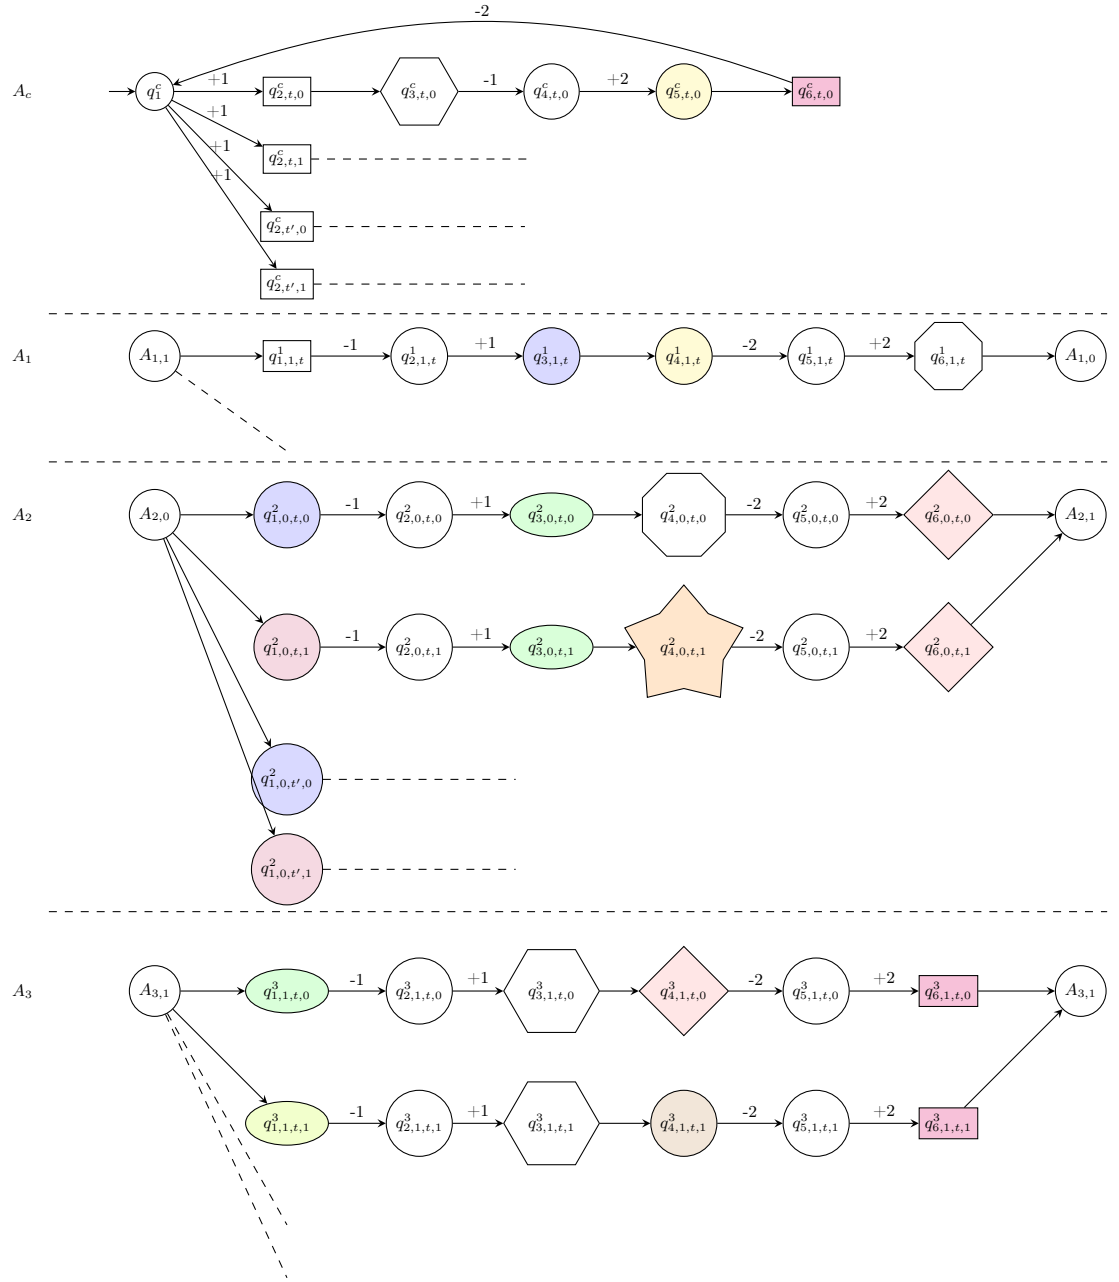 -2
A_c q^c_1 +1 q^c_{2,t,0} q^c_{3,t,0} -1 q^c_{4,t,0} +2 q^c_{5,t,0} q^c_{6,t,0}
+1 q^c_{2,t,1}
+1 q^c_{2,t′,0}
+1 q^c_{2,t′,1}
A_1 A_{1,1} q^1_{1,1,t} -1 q^1_{2,1,t} +1 q^1_{3,1,t} q^1_{4,1,t} -2 q^1_{5,1,t} +2 q^1_{6,1,t} A_{1,0}
A_2 A_{2,0} q^2_{1,0,t,0} -1 q^2_{2,0,t,0} +1 q^2_{3,0,t,0} q^2_{4,0,t,0} -2 q^2_{5,0,t,0} +2 q^2_{6,0,t,0} A_{2,1}
q^2_{1,0,t,1} -1 q^2_{2,0,t,1} +1 q^2_{3,0,t,1} q^2_{4,0,t,1} -2 q^2_{5,0,t,1} +2 q^2_{6,0,t,1}
q^2_{1,0,t′,0}
q^2_{1,0,t′,1}
A_3 A_{3,1} q^3_{1,1,t,0} -1 q^3_{2,1,t,0} +1 q^3_{3,1,t,0} q^3_{4,1,t,0} -2 q^3_{5,1,t,0} +2 q^3_{6,1,t,0} A_{3,1}
q^3_{1,1,t,1} -1 q^3_{2,1,t,1} +1 q^3_{3,1,t,1} q^3_{4,1,t,1} -2 q^3_{5,1,t,1} +2 q^3_{6,1,t,1}